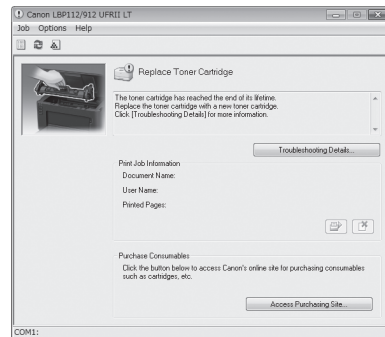 Canon LBP112/912 UFRII LT
Job Options Help
Replace Toner Cartridge
The toner cartridge has reached the end of its lifetime.
Replace the toner cartridge with a new toner cartridge.
Click [Troubleshooting Details] for more information.
Troubleshooting Details...
Print Job Information
Document Name:
User Name:
Printed Pages:
Purchase Consumables
Click the button below to access Canon's online site for purchasing consumables
such as cartridges, etc.
Access Purchasing Site...
COM1: